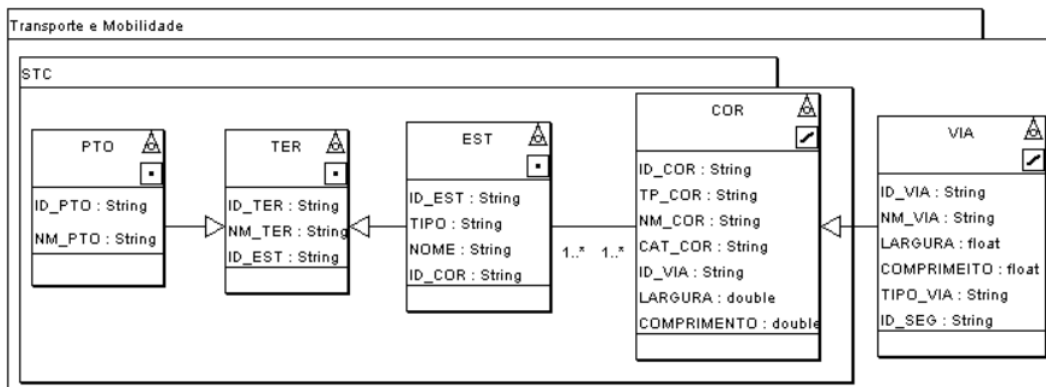 Transporte e Mobilidade
STC
PTO
ID_PTO : String
NM_PTO : String
TER
ID_TER : String
NM_TER : String
ID_EST : String
EST
ID_EST : String
TIPO : String
NOME : String
ID_COR : String
1..* 1..*
COR
ID_COR : String
TP_COR : String
NM_COR : String
CAT_COR : String
ID_VIA : String
LARGURA : double
COMPRIMENTO : double
VIA
ID_VIA : String
NM_VIA : String
LARGURA : float
COMPRIMEITO : float
TIPO_VIA : String
ID_SEG : String